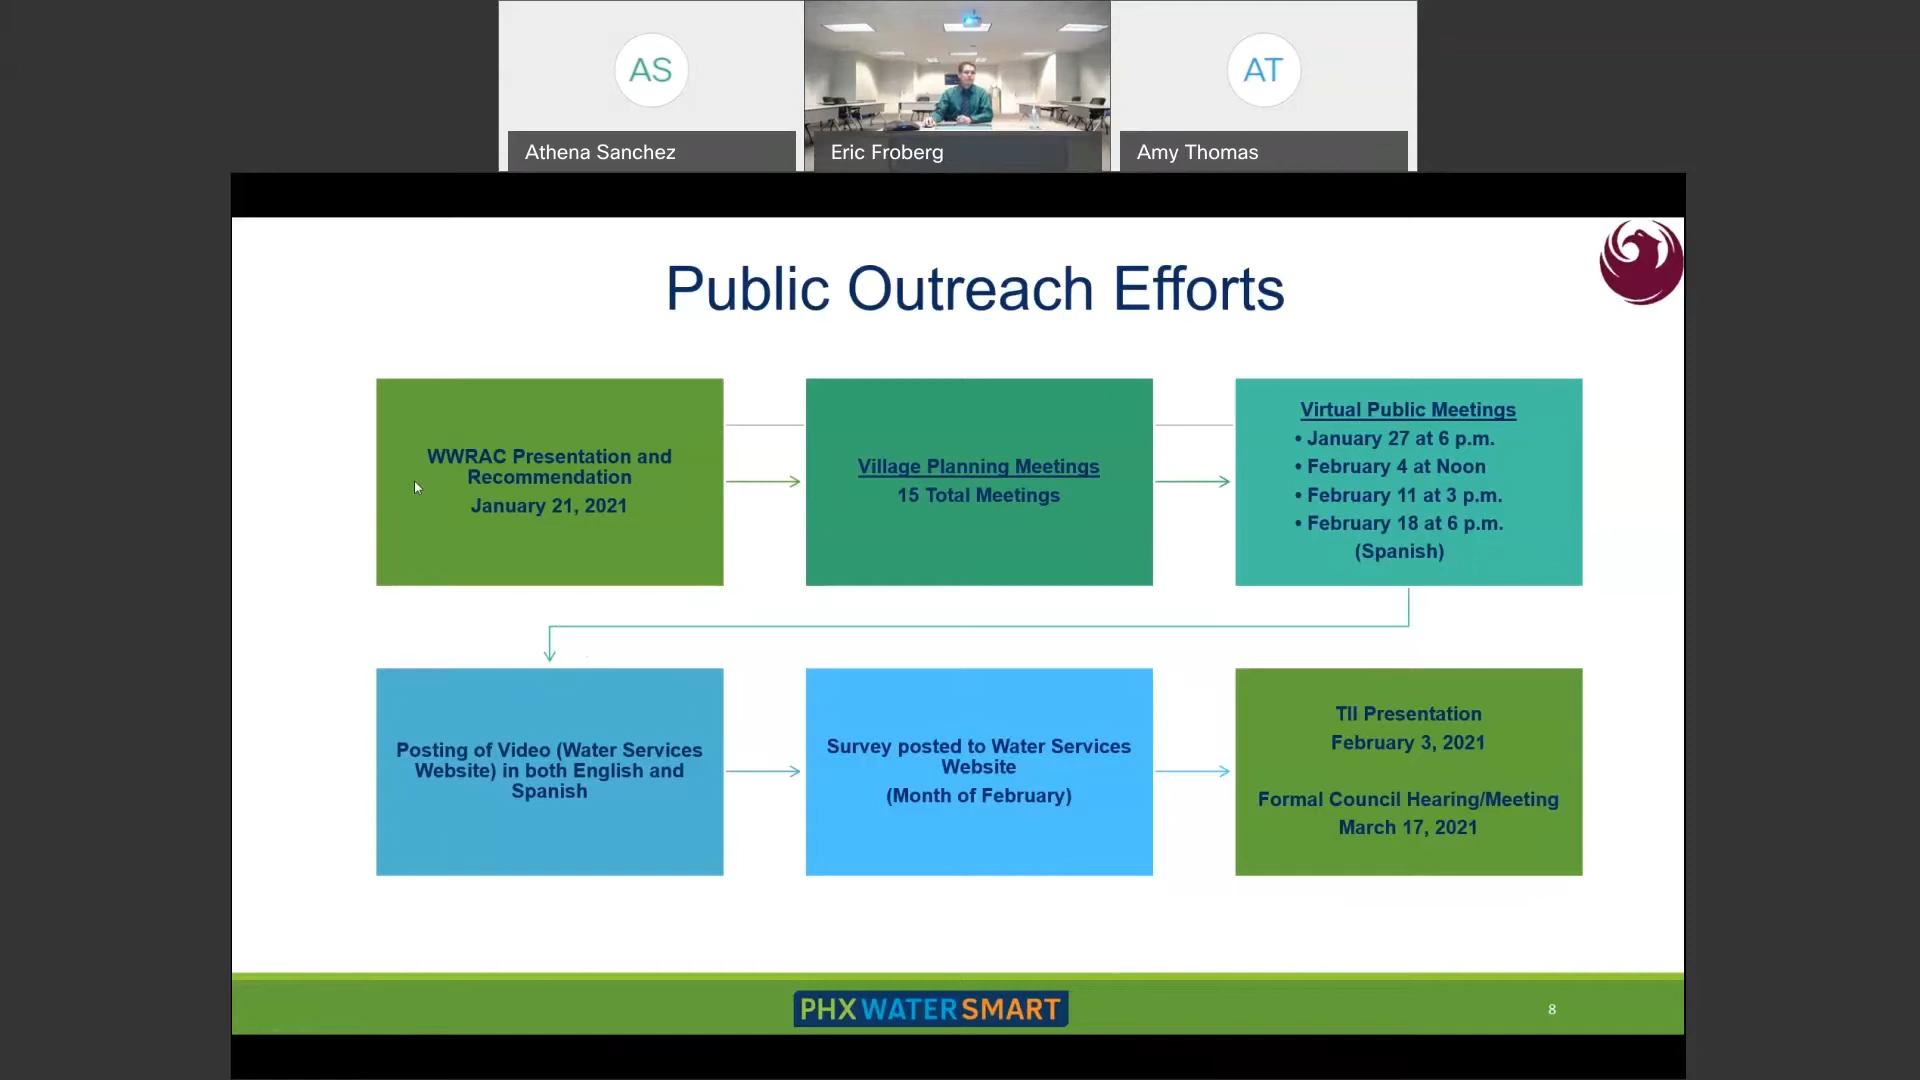 AS
AT
Athena Sanchez
Eric Froberg
Amy Thomas
Public Outreach Efforts
WWRAC Presentation and
Recommendation
January 21, 2021
Village Planning Meetings
15 Total Meetings
Virtual Public Meetings
• January 27 at 6 p.m.
• February 4 at Noon
• February 11 at 3 p.m.
• February 18 at 6 p.m.
(Spanish)
Posting of Video (Water Services
Website) in both English and
Spanish
Survey posted to Water Services
Website
(Month of February)
TII Presentation
February 3, 2021
Formal Council Hearing/Meeting
March 17, 2021
PHX WATER SMART
8